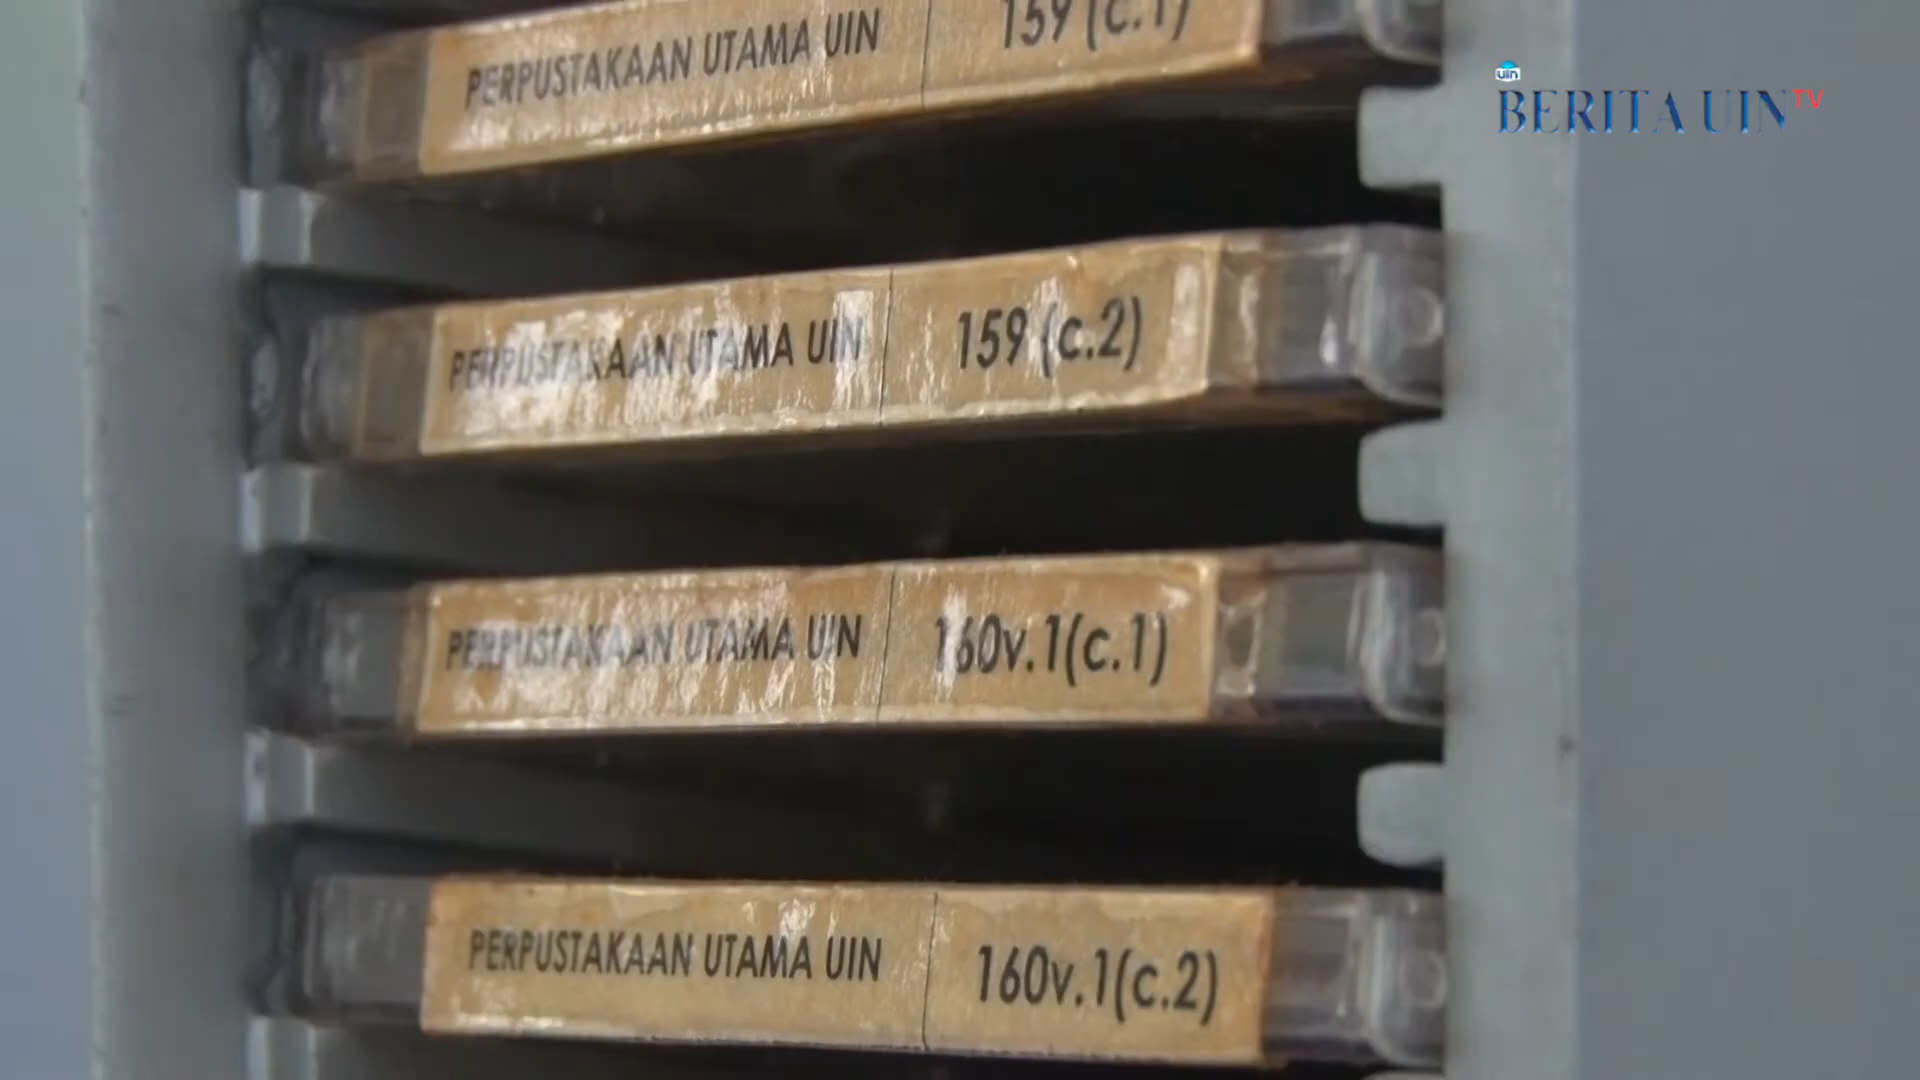 PERPUSTAKAAN UTAMA UIN 159 (c.1)
uin
BERITA UIN TV
PERPUSTAKAAN UTAMA UIN 159 (c.2)
PERPUSTAKAAN UTAMA UIN 160v.1(c.1)
PERPUSTAKAAN UTAMA UIN 160v.1(c.2)